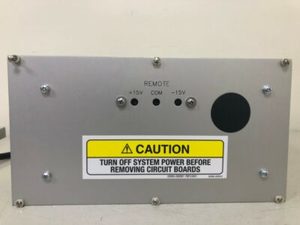 REMOTE
+15V COM -15V
CAUTION
TURN OFF SYSTEM POWER BEFORE
REMOVING CIRCUIT BOARDS